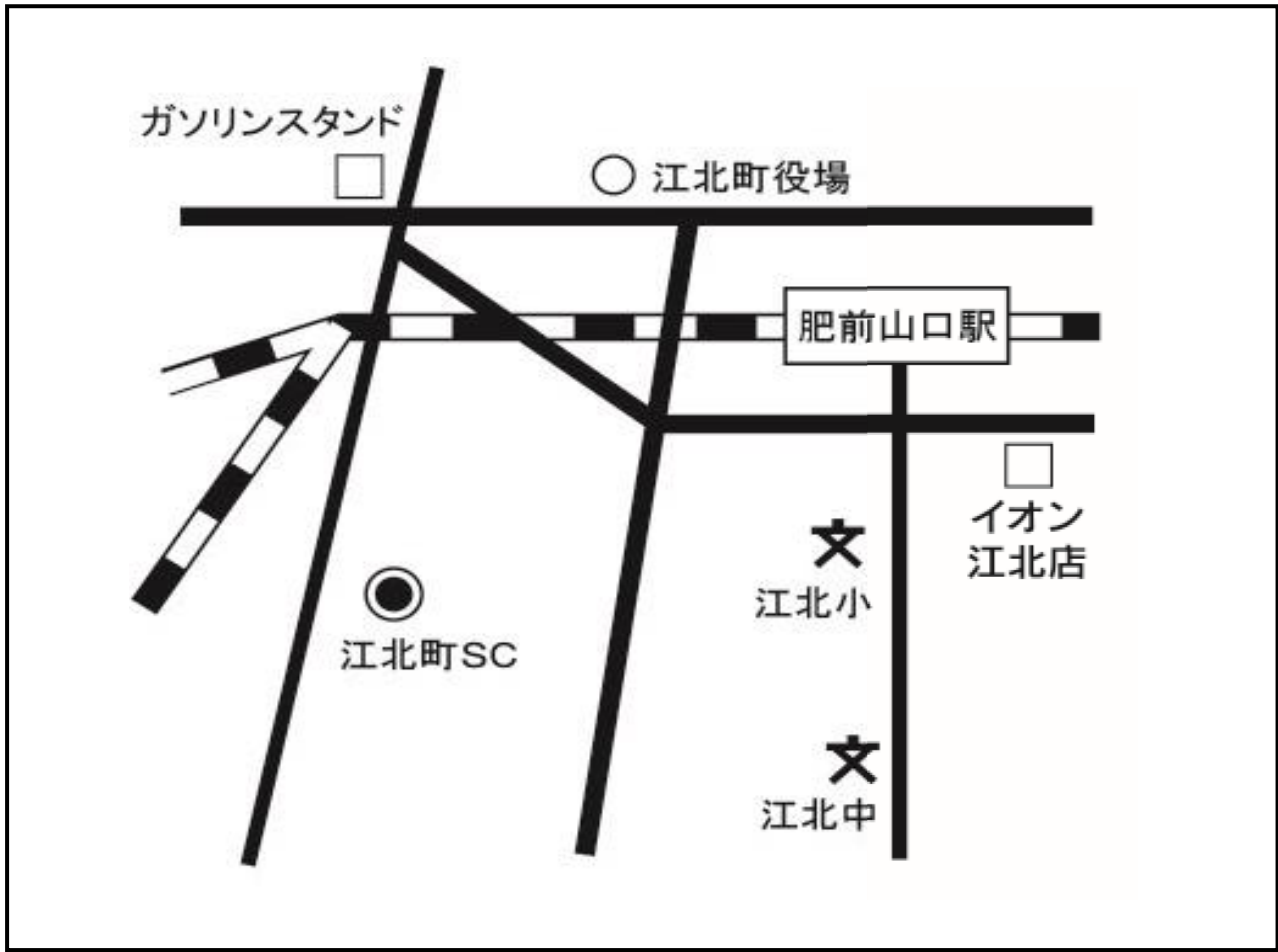 ガソリンスタンド
江北町役場
肥前山口駅
イオン
江北店
江北小
江北町SC
江北中